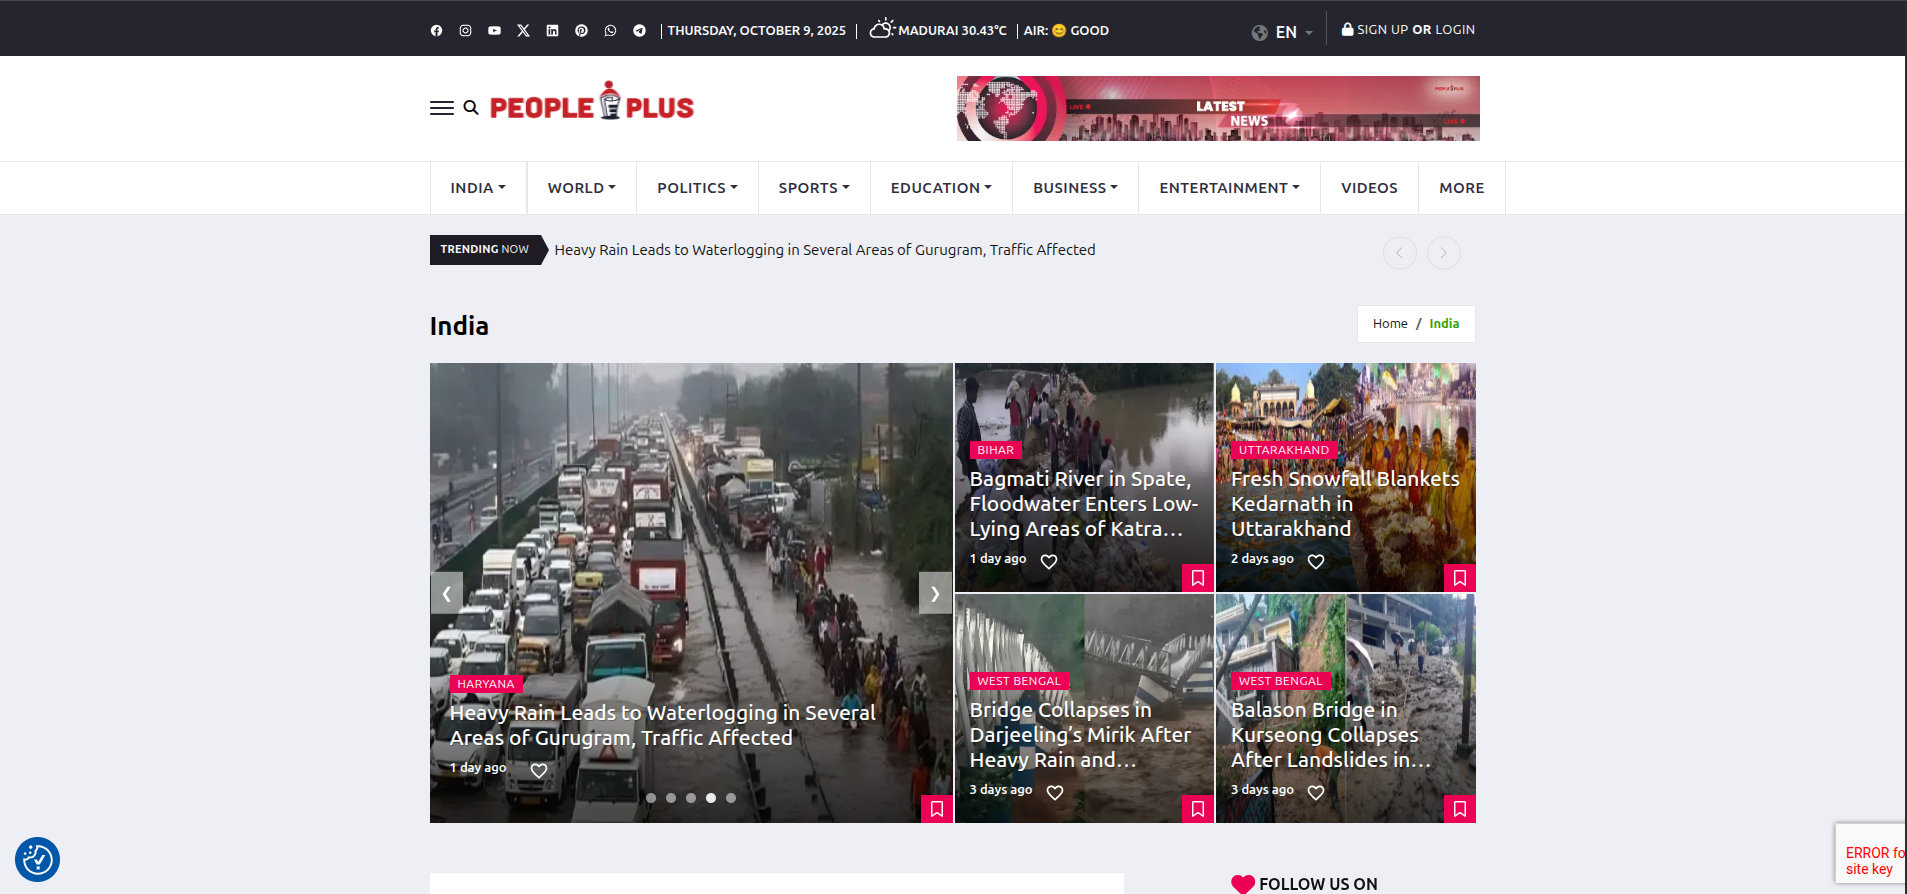 THURSDAY, OCTOBER 9, 2025
MADURAI 30.43°C
AIR: 😊 GOOD
EN
SIGN UP OR LOGIN
PEOPLE PLUS
LIVE
LATEST
NEWS
PEOPLE PLUS
LIVE
INDIA
WORLD
POLITICS
SPORTS
EDUCATION
BUSINESS
ENTERTAINMENT
VIDEOS
MORE
TRENDING NOW
Heavy Rain Leads to Waterlogging in Several Areas of Gurugram, Traffic Affected
India
Home / India
HARYANA
Heavy Rain Leads to Waterlogging in Several
Areas of Gurugram, Traffic Affected
1 day ago
BIHAR
Bagmati River in Spate,
Floodwater Enters Low-
Lying Areas of Katra...
1 day ago
UTTARAKHAND
Fresh Snowfall Blankets
Kedarnath in
Uttarakhand
2 days ago
WEST BENGAL
Bridge Collapses in
Darjeeling’s Mirik After
Heavy Rain and...
3 days ago
WEST BENGAL
Balason Bridge in
Kurseong Collapses
After Landslides in...
3 days ago
FOLLOW US ON
ERROR fo
site key